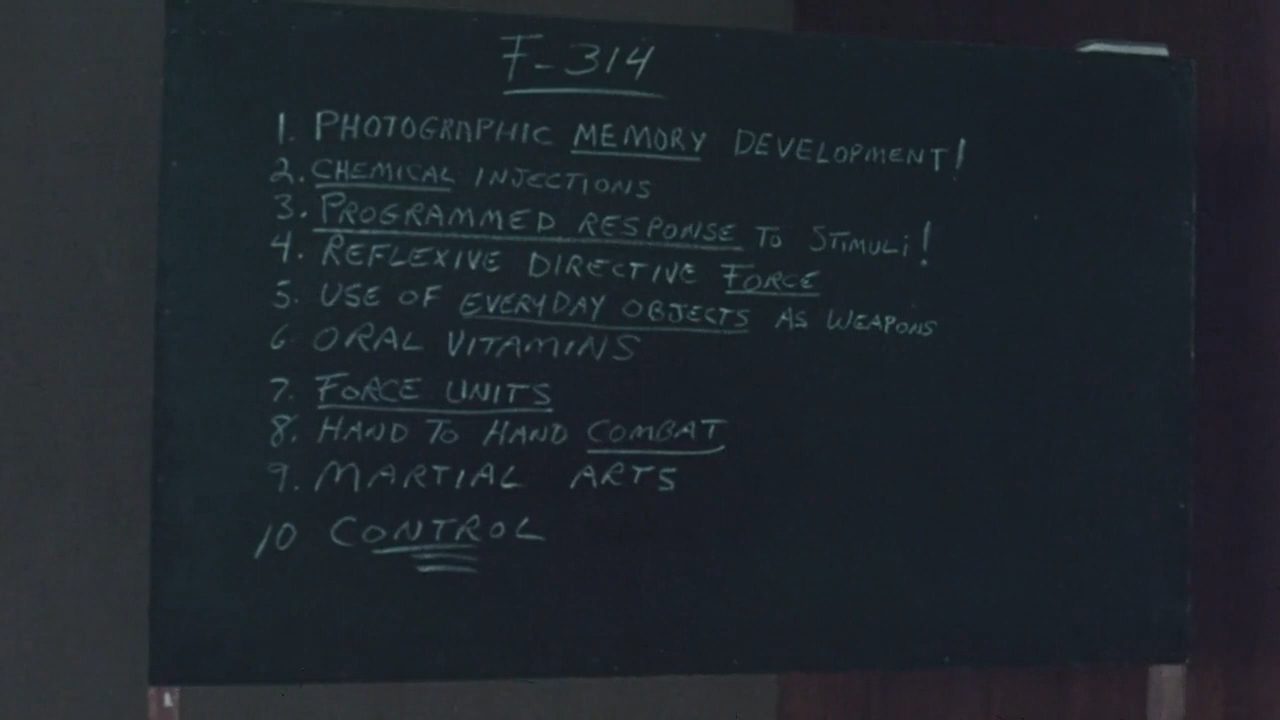 F-314
1. PHOTOGRAPHIC MEMORY DEVELOPMENT!
2. CHEMICAL INJECTIONS
3. PROGRAMMED RESPONSE TO STIMULI!
4. REFLEXIVE DIRECTIVE FORCE
5. USE OF EVERYDAY OBJECTS AS WEAPONS
6. ORAL VITAMINS
7. FORCE UNITS
8. HAND TO HAND COMBAT
9. MARTIAL ARTS
10 CONTROL